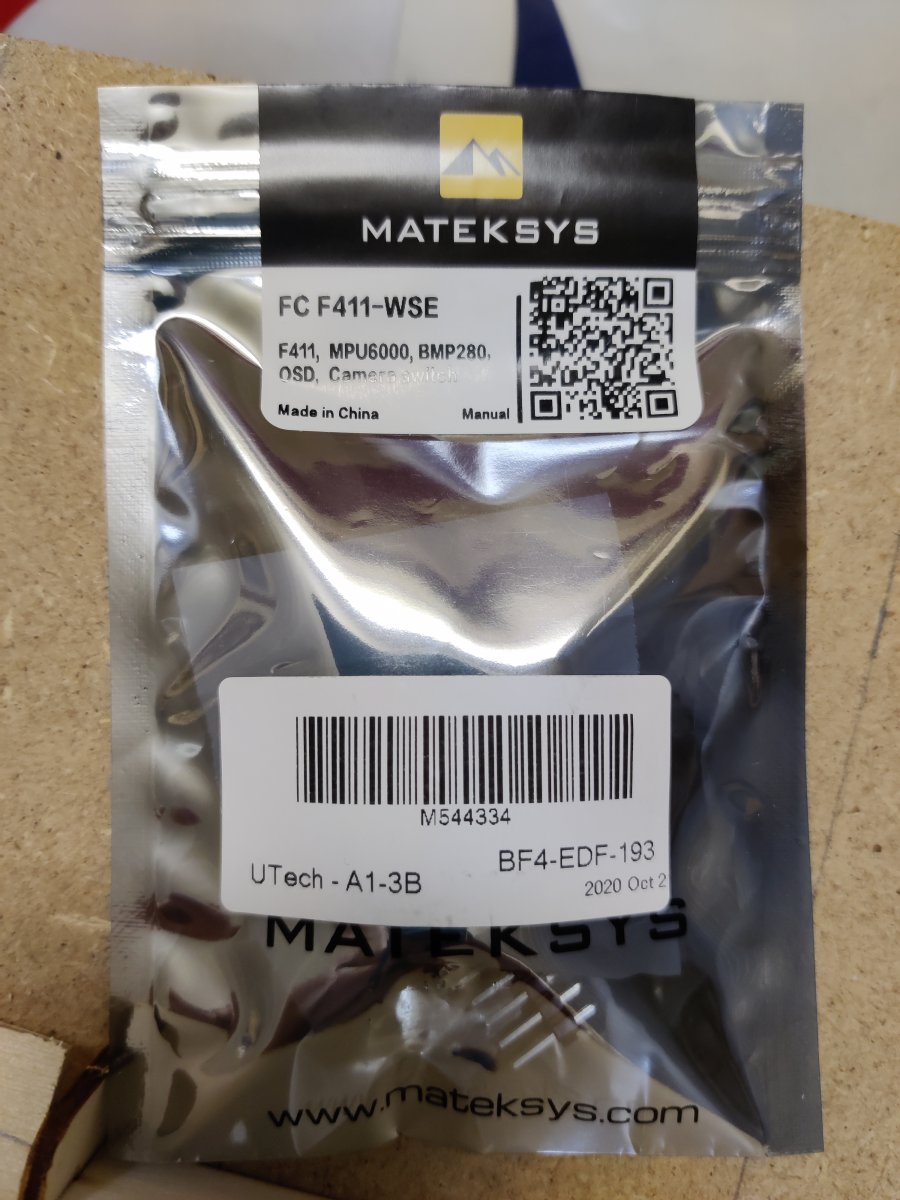 MATEKSYS
FC F411-WSE
F411, MPU6000, BMP280,
OSD, Camera switch
Made in China
Manual
M544334
BF4-EDF-193
UTech - A1-3B
2020 Oct 2
MATEKSYS
www.mateksys.com